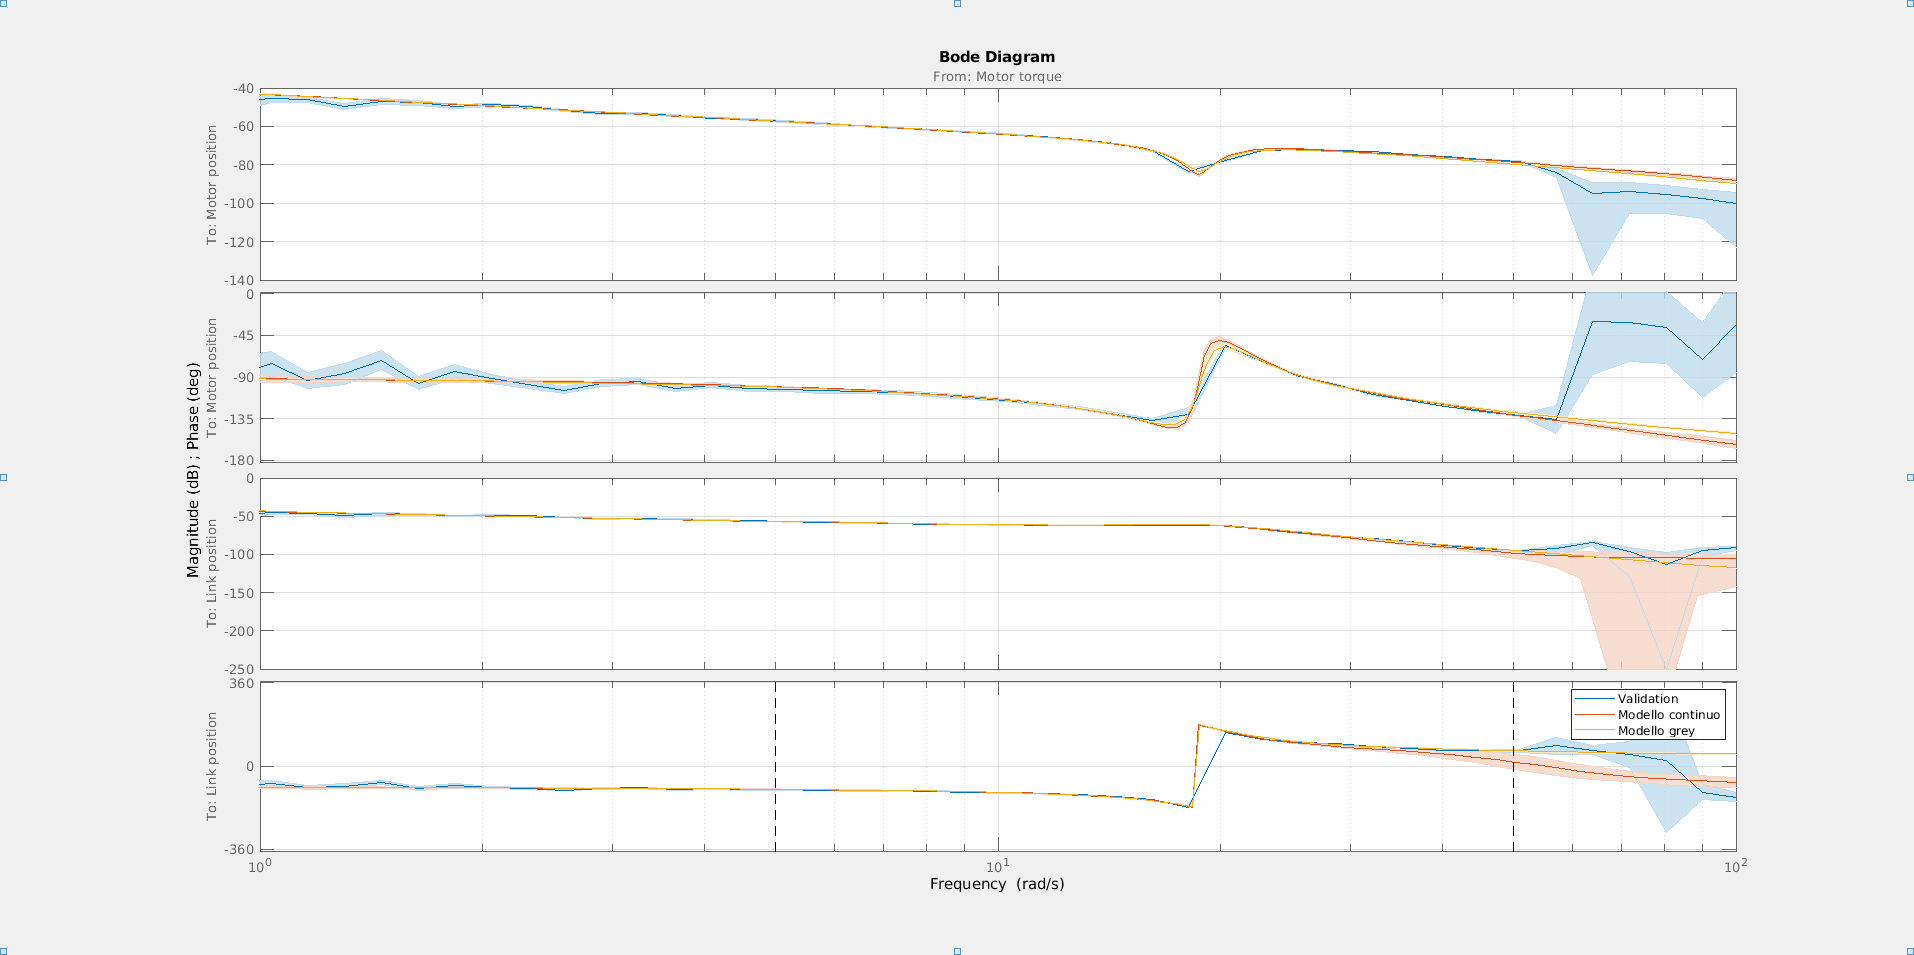 Bode Diagram
From: Motor torque
Magnitude (dB) ; Phase (deg)
To: Motor position
-40
-60
-80
-100
-120
-140
To: Motor position
0
-45
-90
-135
-180
To: Link position
0
-50
-100
-150
-200
-250
To: Link position
360
0
-360
Validation
Modello continuo
Modello grey
10^0 10^1 10^2
Frequency (rad/s)